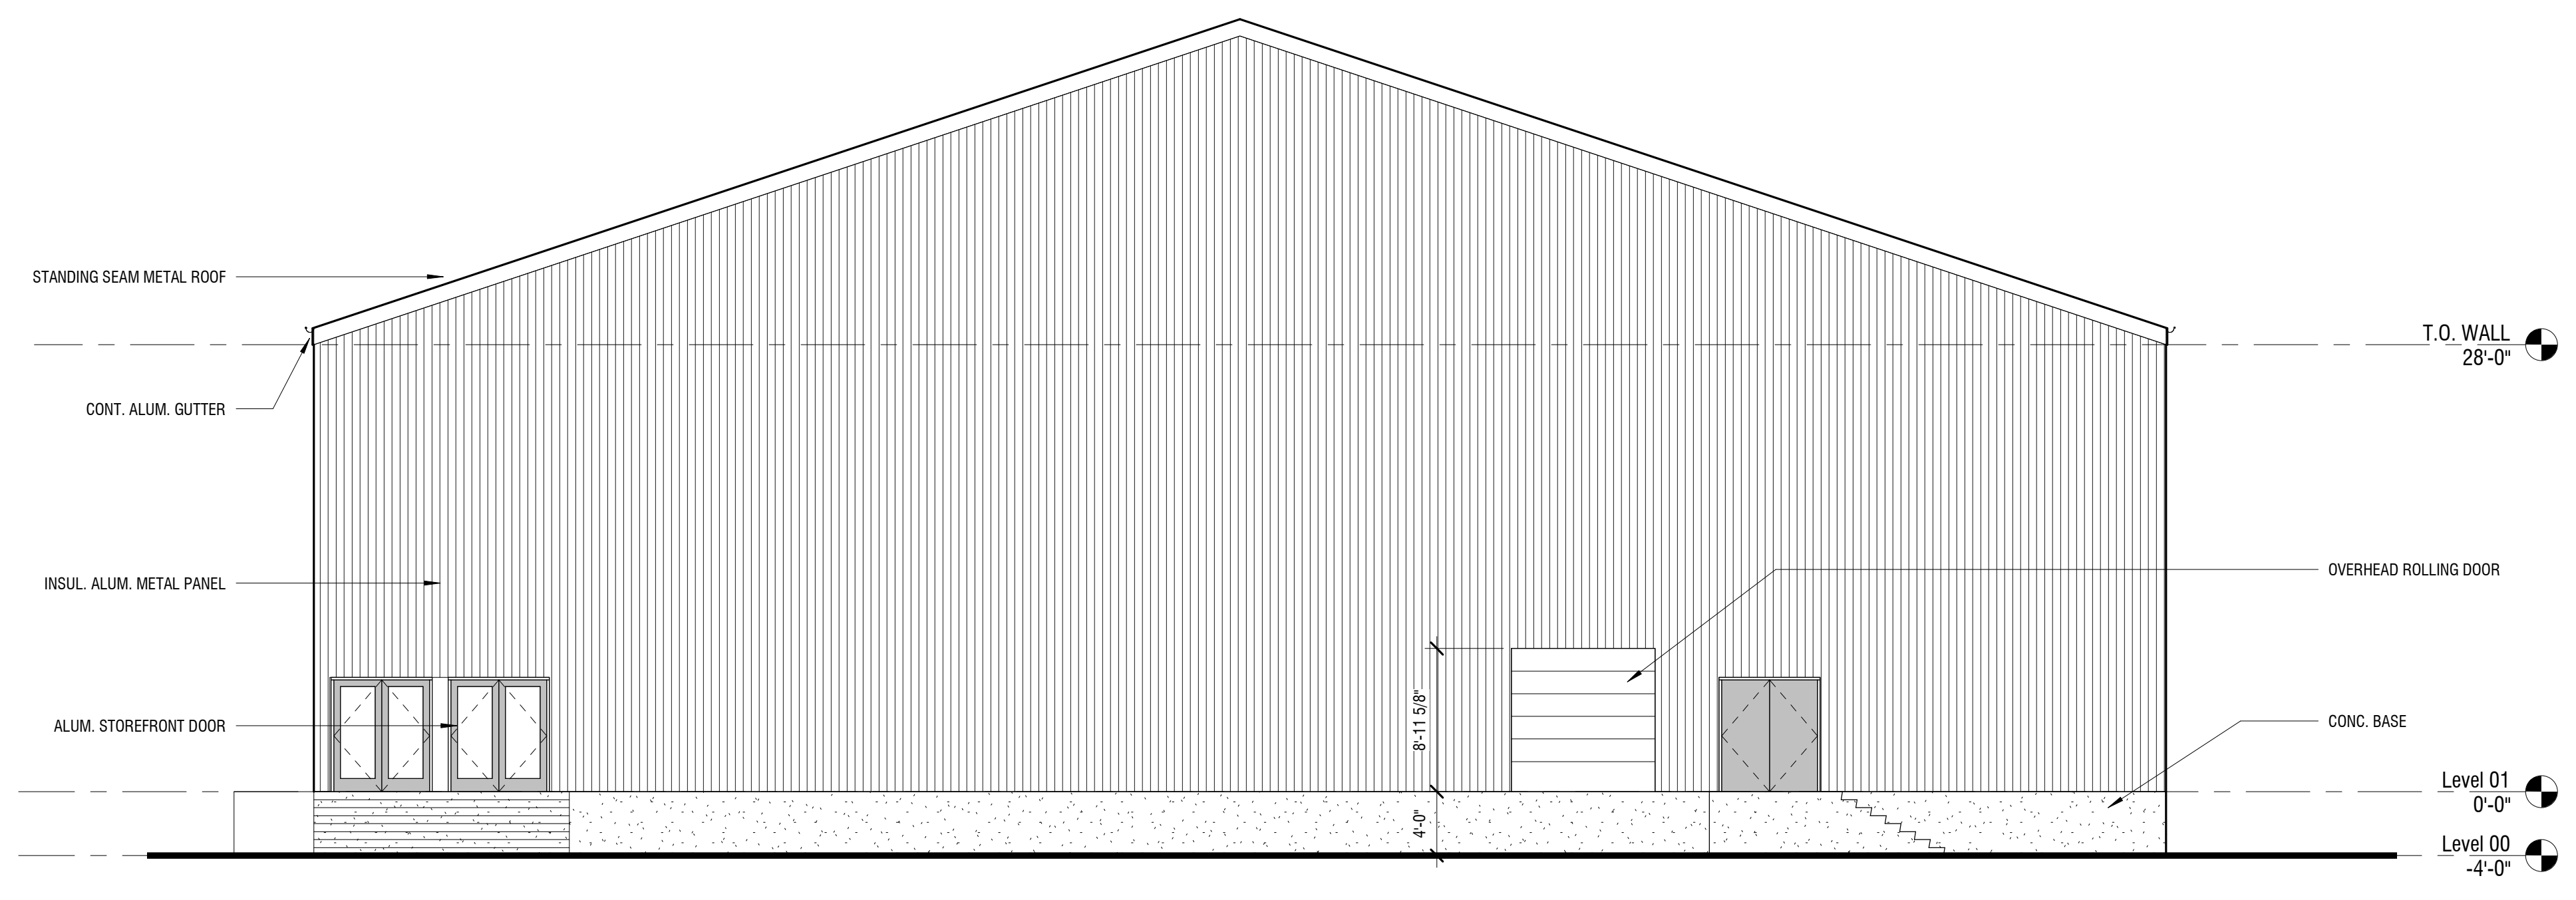 STANDING SEAM METAL ROOF
T.O. WALL
28'-0"
CONT. ALUM. GUTTER
INSUL. ALUM. METAL PANEL
OVERHEAD ROLLING DOOR
8'-11 5/8"
ALUM. STOREFRONT DOOR
CONC. BASE
Level 01
0'-0"
4'-0"
Level 00
-4'-0"